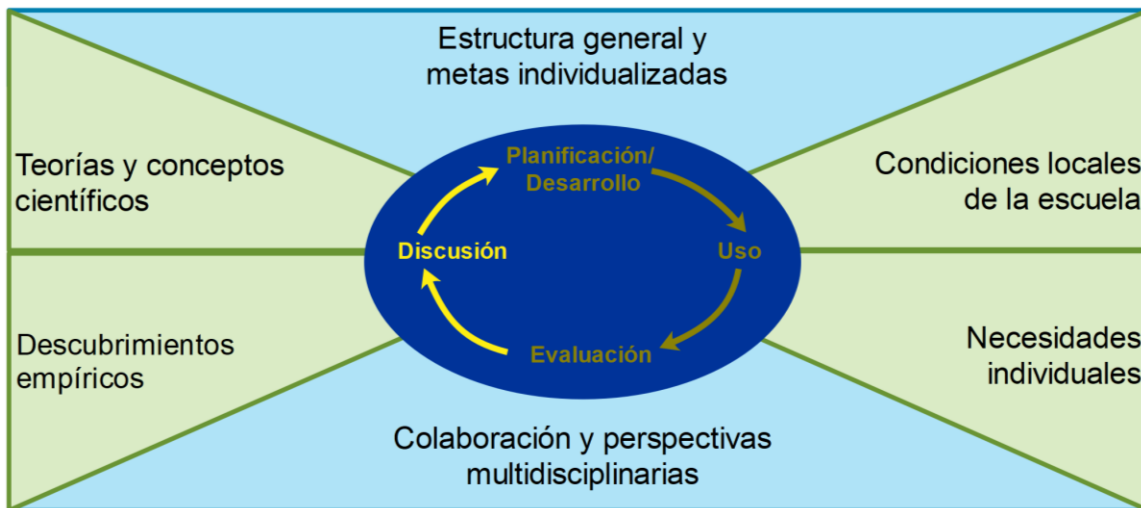 Estructura general y
metas individualizadas
Teorías y conceptos
científicos
Planificación/
Desarrollo
Condiciones locales
de la escuela
Discusión
Uso
Descubrimientos
empíricos
Evaluación
Necesidades
individuales
Colaboración y perspectivas
multidisciplinarias